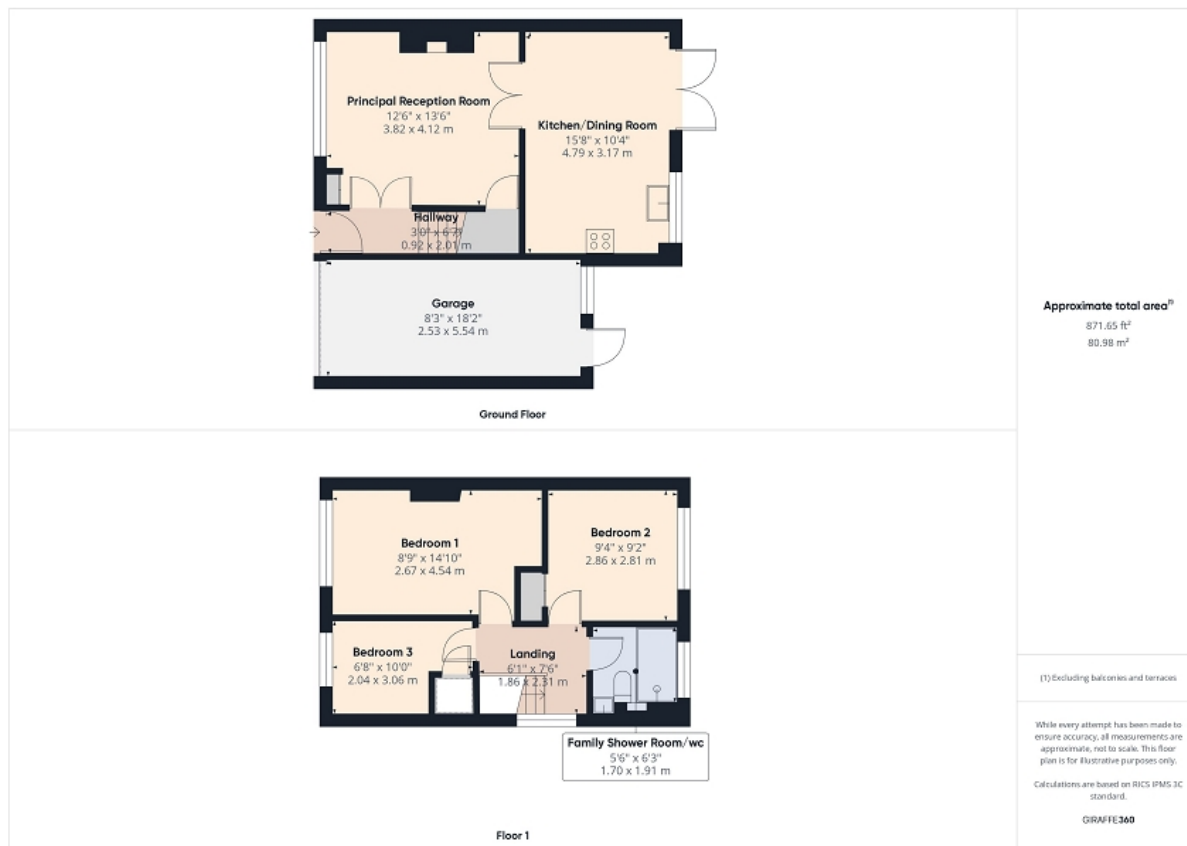 Principal Reception Room
12'6" x 13'6"
3.82 x 4.12 m
Kitchen/Dining Room
15'8" x 10'4"
4.79 x 3.17 m
Hallway
3'0" x 6'7"
0.92 x 2.01 m
Garage
8'3" x 18'2"
2.53 x 5.54 m
Ground Floor
Approximate total area(1)
871.65 ft²
80.98 m²
Bedroom 1
8'9" x 14'10"
2.67 x 4.54 m
Bedroom 2
9'4" x 9'2"
2.86 x 2.81 m
Bedroom 3
6'8" x 10'0"
2.04 x 3.06 m
Landing
6'1" x 7'6"
1.86 x 2.31 m
Family Shower Room/wc
5'6" x 6'3"
1.70 x 1.91 m
Floor 1
(1) Excluding balconies and terraces
While every attempt has been made to
ensure accuracy, all measurements are
approximate, not to scale. This floor
plan is for illustrative purposes only.
Calculations are based on RICS IPMS 3C
standard.
GIRAFFE360